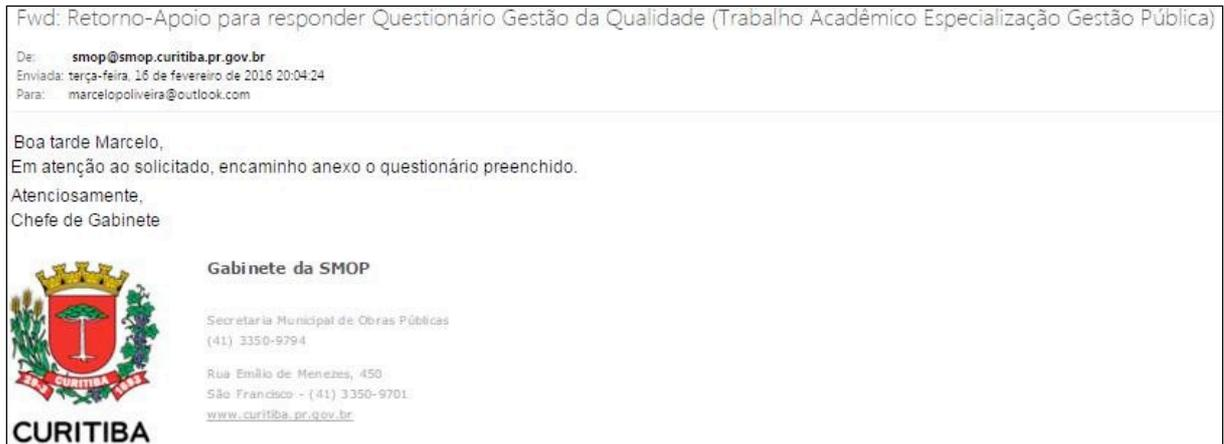 Fwd: Retorno-Apoio para responder Questionário Gestão da Qualidade (Trabalho Acadêmico Especialização Gestão Pública)
De: smop@smop.curitiba.pr.gov.br
Enviada: terça-feira, 16 de fevereiro de 2016 20:04:24
Para: marcelopoliveira@outlook.com
Boa tarde Marcelo,
Em atenção ao solicitado, encaminho anexo o questionário preenchido.
Atenciosamente,
Chefe de Gabinete
Gabinete da SMOP
Secretaria Municipal de Obras Públicas
(41) 3350-9794
Rua Emílio de Menezes, 450
São Francisco - (41) 3350-9701
www.curitiba.pr.gov.br
29-3 CURITIBA 1693
CURITIBA